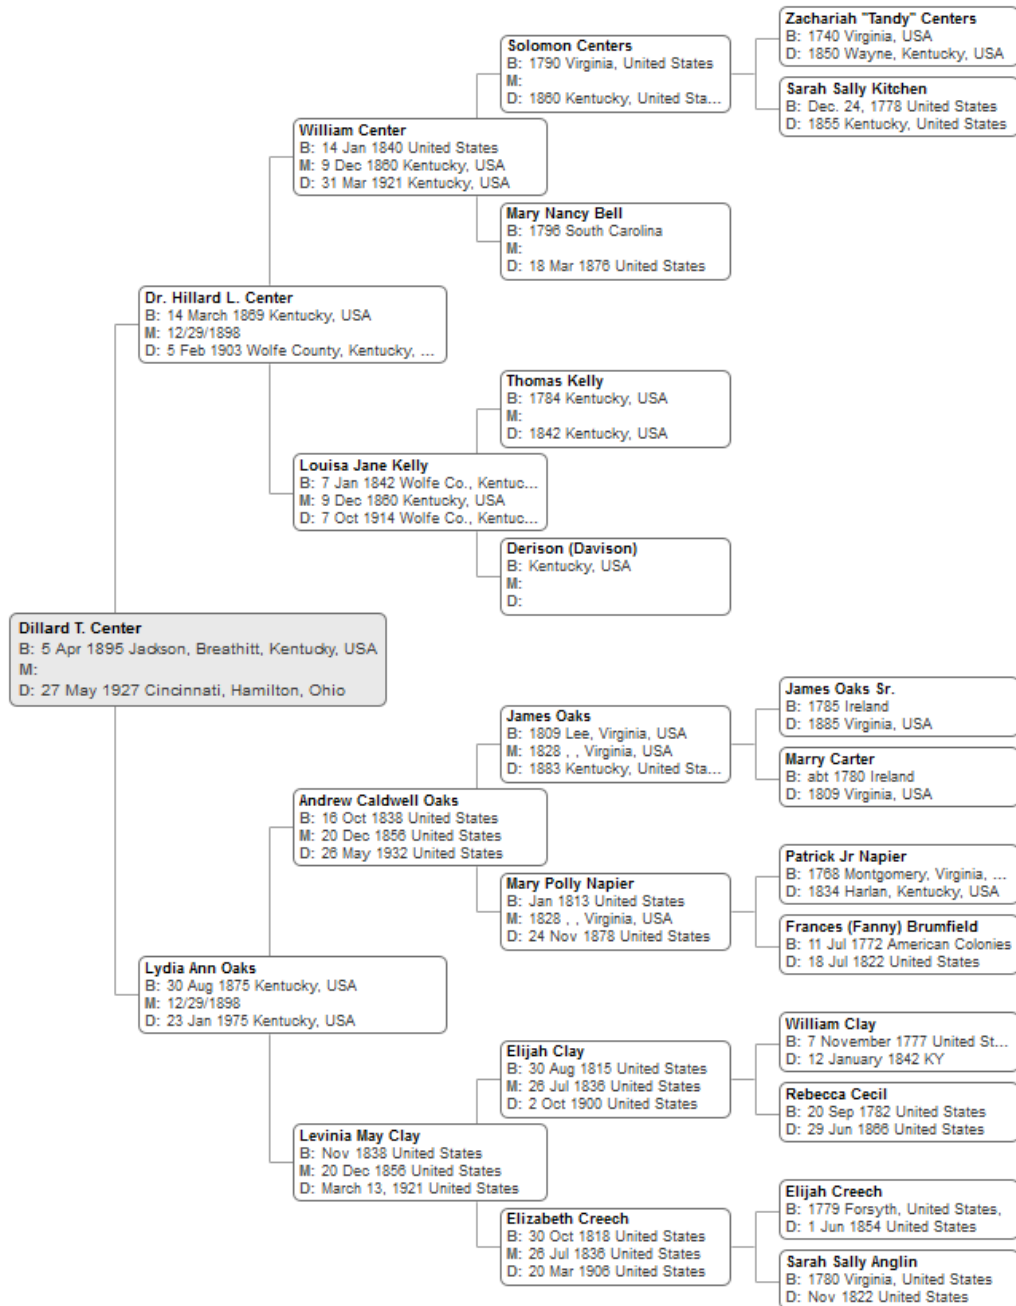 Zachariah "Tandy" Centers
B: 1740 Virginia, USA
D: 1850 Wayne, Kentucky, USA
Solomon Centers
B: 1790 Virginia, United States
M:
D: 1860 Kentucky, United Sta...
Sarah Sally Kitchen
B: Dec. 24, 1778 United States
D: 1855 Kentucky, United States
William Center
B: 14 Jan 1840 United States
M: 9 Dec 1860 Kentucky, USA
D: 31 Mar 1921 Kentucky, USA
Mary Nancy Bell
B: 1796 South Carolina
M:
D: 18 Mar 1876 United States
Dr. Hillard L. Center
B: 14 March 1869 Kentucky, USA
M: 12/29/1898
D: 5 Feb 1903 Wolfe County, Kentucky, ...
Thomas Kelly
B: 1784 Kentucky, USA
M:
D: 1842 Kentucky, USA
Louisa Jane Kelly
B: 7 Jan 1842 Wolfe Co., Kentuc...
M: 9 Dec 1860 Kentucky, USA
D: 7 Oct 1914 Wolfe Co., Kentuc...
Derison (Davison)
B: Kentucky, USA
M:
D:
Dillard T. Center
B: 5 Apr 1895 Jackson, Breathitt, Kentucky, USA
M:
D: 27 May 1927 Cincinnati, Hamilton, Ohio
James Oaks Sr.
B: 1785 Ireland
D: 1885 Virginia, USA
James Oaks
B: 1809 Lee, Virginia, USA
M: 1828 , , Virginia, USA
D: 1883 Kentucky, United Sta...
Marry Carter
B: abt 1780 Ireland
D: 1809 Virginia, USA
Andrew Caldwell Oaks
B: 16 Oct 1838 United States
M: 20 Dec 1856 United States
D: 26 May 1932 United States
Patrick Jr Napier
B: 1768 Montgomery, Virginia, ...
D: 1834 Harlan, Kentucky, USA
Mary Polly Napier
B: Jan 1813 United States
M: 1828 , , Virginia, USA
D: 24 Nov 1878 United States
Frances (Fanny) Brumfield
B: 11 Jul 1772 American Colonies
D: 18 Jul 1822 United States
Lydia Ann Oaks
B: 30 Aug 1875 Kentucky, USA
M: 12/29/1898
D: 23 Jan 1975 Kentucky, USA
William Clay
B: 7 November 1777 United St...
D: 12 January 1842 KY
Elijah Clay
B: 30 Aug 1815 United States
M: 26 Jul 1836 United States
D: 2 Oct 1900 United States
Rebecca Cecil
B: 20 Sep 1782 United States
D: 29 Jun 1866 United States
Levinia May Clay
B: Nov 1838 United States
M: 20 Dec 1856 United States
D: March 13, 1921 United States
Elijah Creech
B: 1779 Forsyth, United States,
D: 1 Jun 1854 United States
Elizabeth Creech
B: 30 Oct 1818 United States
M: 26 Jul 1836 United States
D: 20 Mar 1906 United States
Sarah Sally Anglin
B: 1780 Virginia, United States
D: Nov 1822 United States